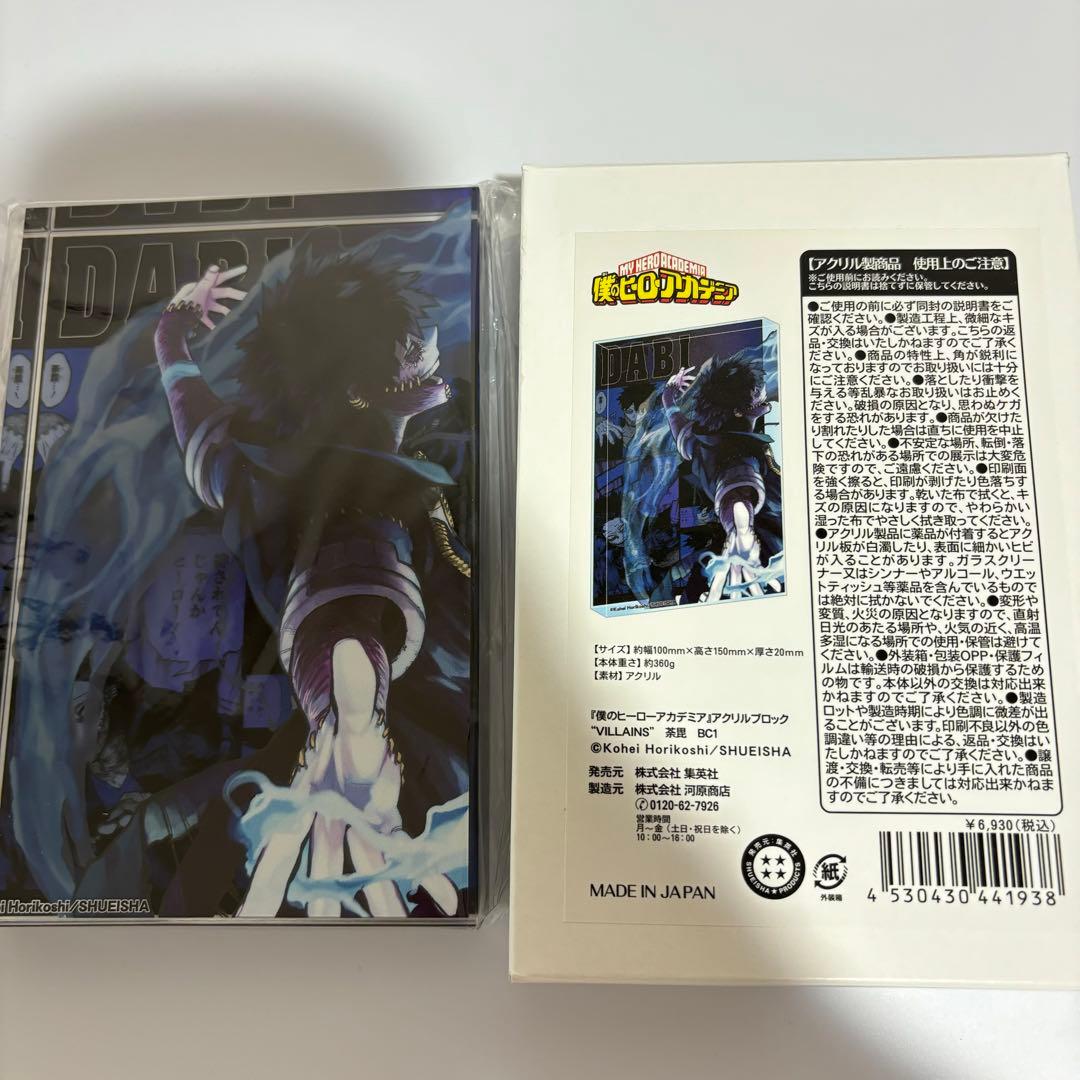 DABI
DABI
荼毘…!
されてん
じゃんか
ヒーロー…
i Horikoshi/SHUEISHA
MY HERO ACADEMIA
僕のヒーローアカデミア
DABI
©Kohei Horikoshi/SHUEISHA
【サイズ】約幅100mm×高さ150mm×厚さ20mm
【本体重さ】約360g
【素材】アクリル
『僕のヒーローアカデミア』アクリルブロック
“VILLAINS” 荼毘 BC1
©Kohei Horikoshi/SHUEISHA
発売元 株式会社 集英社
製造元 株式会社 河原商店
0120-62-7926
営業時間
月~金（土日・祝日を除く）
10:00~16:00
MADE IN JAPAN
【アクリル製商品 使用上のご注意】
※ご使用前にお読みください。
こちらの説明書は捨てずに保管してください。
●ご使用の前に必ず同封の説明書をご
確認ください。●製造工程上、微細なキ
ズが入る場合がございます。こちらの返
品・交換はいたしかねますのでご了承く
ださい。●商品の特性上、角が鋭利に
なっておりますのでお取り扱いには十分
にご注意ください。●落としたり衝撃を
与える等乱暴なお取り扱いはお止めく
ださい。破損の原因となり、思わぬケガ
をする恐れがあります。●商品が欠けた
り割れたりした場合は直ちに使用を中止
してください。●不安定な場所、転倒・落
下の恐れがある場所での展示は大変危
険ですので、ご遠慮ください。●印刷面
を強く擦ると、印刷が剥げたり色落ちす
る場合があります。乾いた布で拭くと、キ
ズの原因になりますので、やわらかい
湿った布でやさしく拭き取ってください。
●アクリル製品に薬品が付着するとアク
リル板が白濁したり、表面に細かいヒビ
が入ることがあります。ガラスクリー
ナー又はシンナーやアルコール、ウエッ
トティッシュ等薬品を含んでいるもので
は絶対に拭かないでください。●変形や
変質、火災の原因となりますので、直射
日光のあたる場所や、火気の近く、高温
多湿になる場所での使用・保管は避けて
ください。●外装箱・包装OPP・保護フィ
ルムは輸送時の破損から保護するため
の物です。本体以外の交換は対応出来
かねますのでご了承ください。●製造
ロットや製造時期により色調に微差が出
ることがございます。印刷不良以外の色
調違い等の理由による、返品・交換はい
たしかねますのでご了承ください。●譲
渡・交換・転売等により手に入れた商品
の不備につきましては対応出来かねま
すのでご了承ください。
￥6,930(税込)
発売元:集英社
SHUEISHA★PRODUCTS
紙
外装箱
4 530430 441938